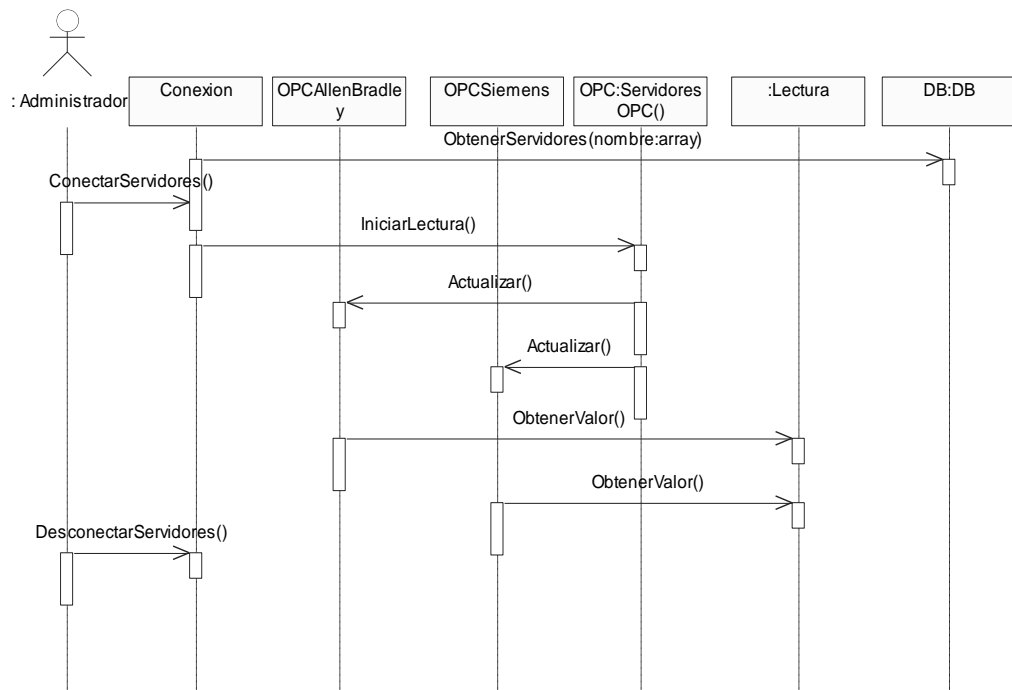 : Administrador
Conexion
OPCAllenBradle
y
OPCSiemens
OPC:Servidores
OPC()
:Lectura
DB:DB
ObtenerServidores(nombre:array)
ConectarServidores()
IniciarLectura()
Actualizar()
Actualizar()
ObtenerValor()
ObtenerValor()
DesconectarServidores()